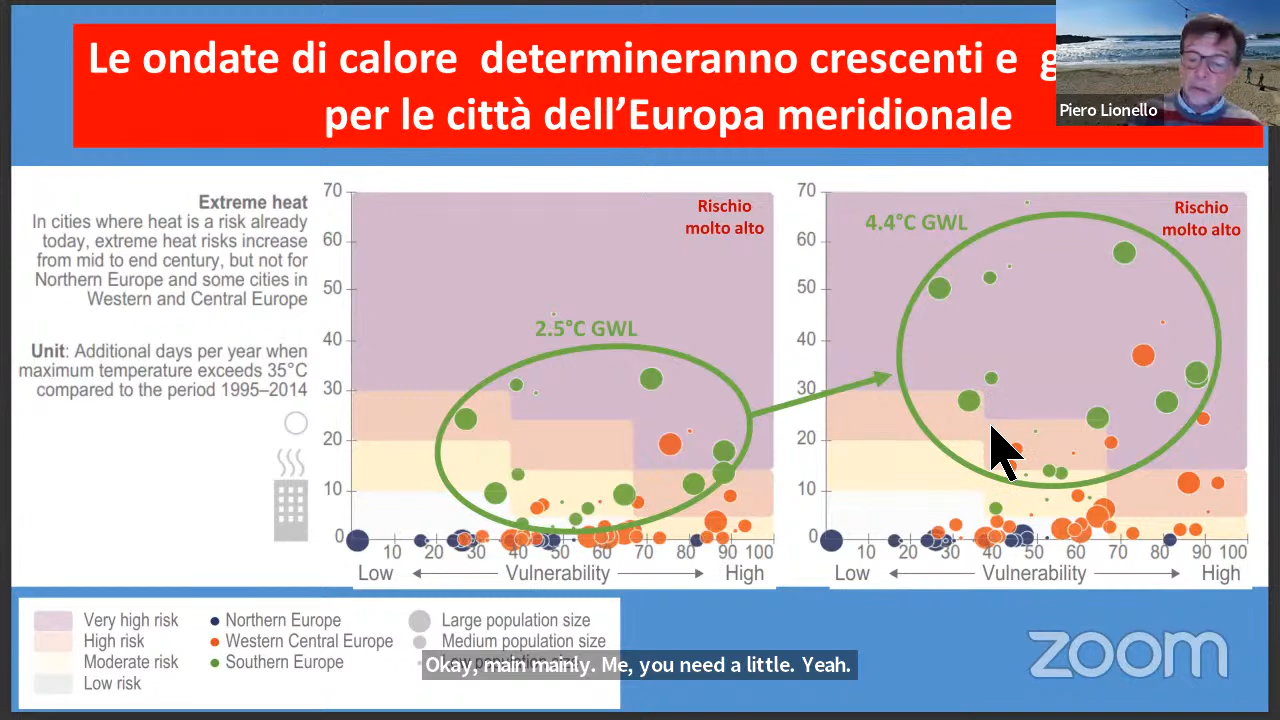 Le ondate di calore determineranno crescenti e
per le città dell'Europa meridionale
Piero Lionello
Extreme heat
In cities where heat is a risk already
today, extreme heat risks increase
from mid to end century, but not for
Northern Europe and some cities in
Western and Central Europe
Unit: Additional days per year when
maximum temperature exceeds 35°C
compared to the period 1995–2014
70
60
50
40
30
20
10
0
10 20 30 40 50 60 70 80 90 100
Low Vulnerability High
Rischio
molto alto
2.5°C GWL
70
60
50
40
30
20
10
0
10 20 30 40 50 60 70 80 90 100
Low Vulnerability High
4.4°C GWL
Rischio
molto alto
Very high risk
High risk
Moderate risk
Low risk
Northern Europe
Western Central Europe
Southern Europe
Large population size
Medium population size
Okay, main mainly. Me, you need a little. Yeah.
zoom